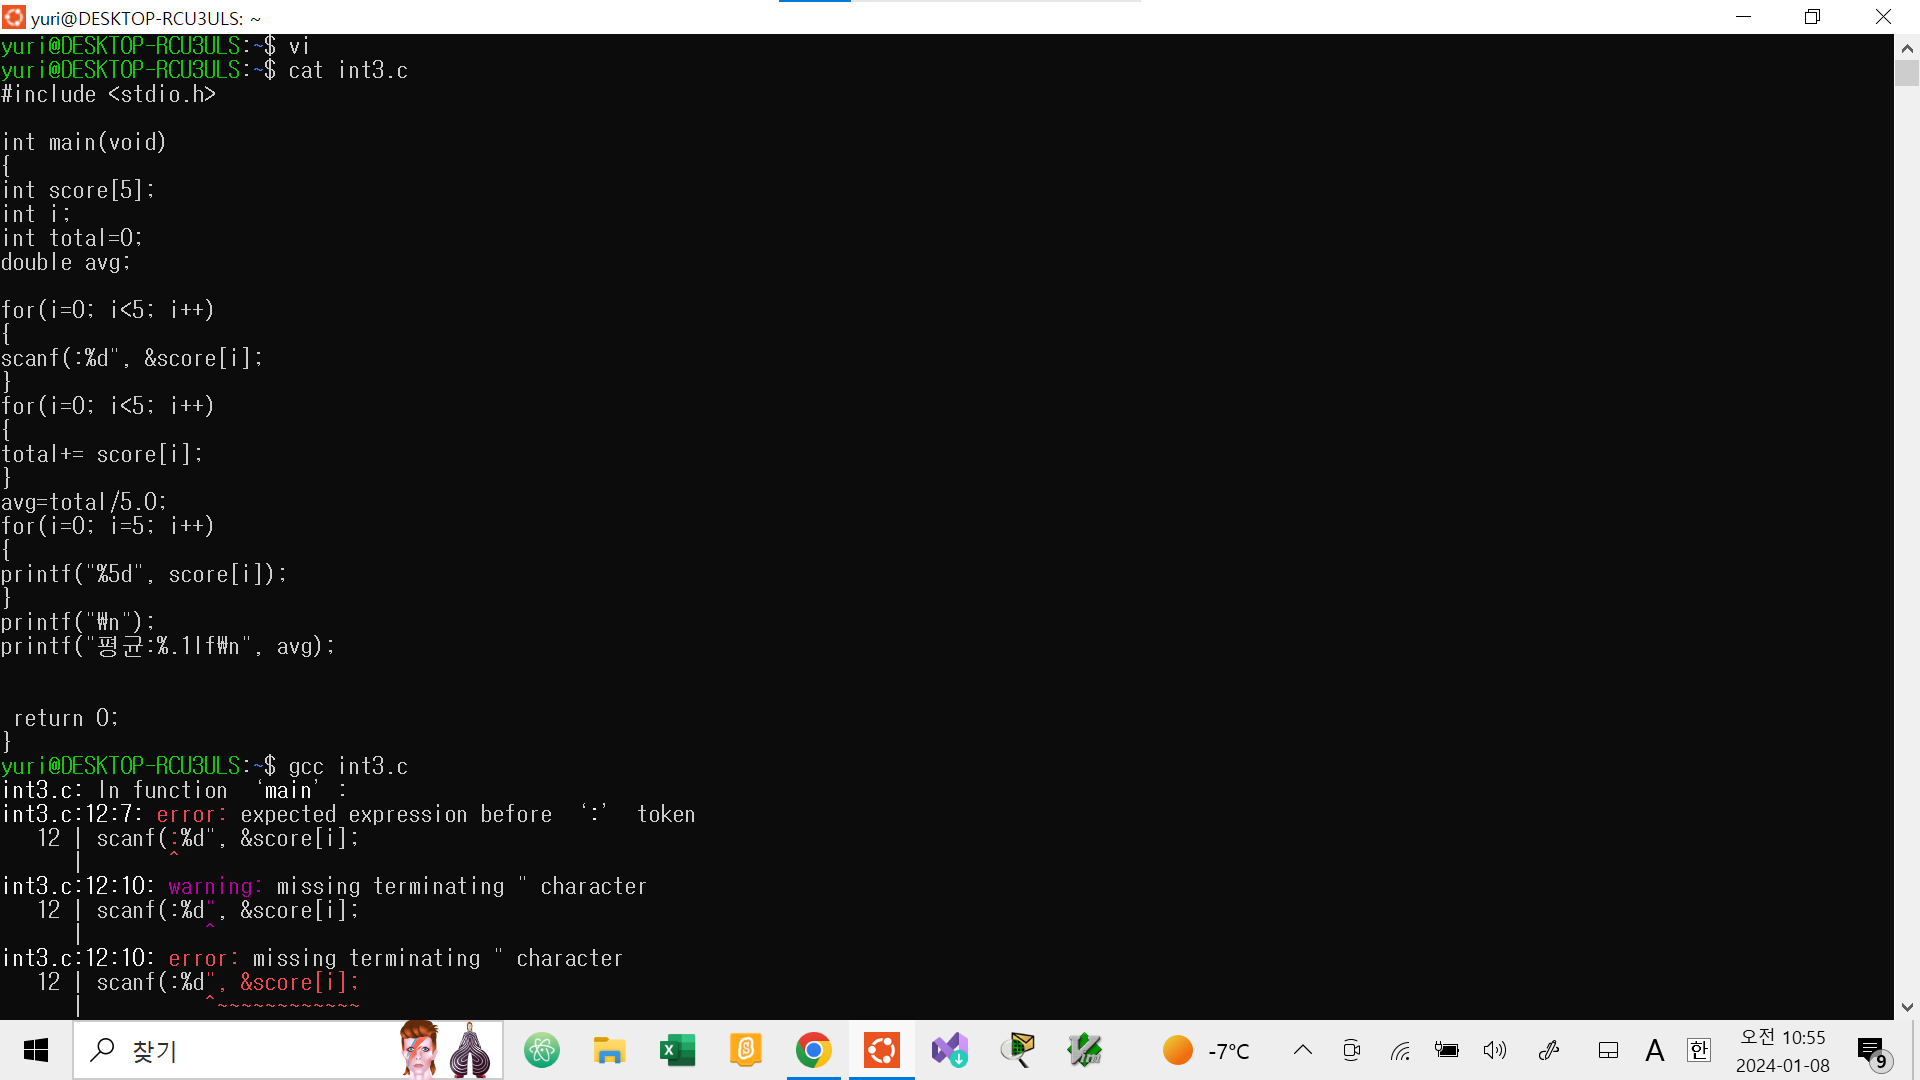 yuri@DESKTOP-RCU3ULS: ~
yuri@DESKTOP-RCU3ULS:~$ vi
yuri@DESKTOP-RCU3ULS:~$ cat int3.c
#include <stdio.h>
int main(void)
{
int score[5];
int i;
int total=0;
double avg;
for(i=0; i<5; i++)
{
scanf(:%d", &score[i];
}
for(i=0; i<5; i++)
{
total+= score[i];
}
avg=total/5.0;
for(i=0; i=5; i++)
{
printf("%5d", score[i]);
}
printf("₩n");
printf("평균:%.1lf₩n", avg);
return 0;
}
yuri@DESKTOP-RCU3ULS:~$ gcc int3.c
int3.c: In function ‘main’:
int3.c:12:7: error: expected expression before ‘:’ token
12 | scanf(:%d", &score[i];
| ^
int3.c:12:10: warning: missing terminating " character
12 | scanf(:%d", &score[i];
| ^
int3.c:12:10: error: missing terminating " character
12 | scanf(:%d", &score[i];
| ^~~~~~~~~~~~~
찾기
-7°C
A
한
오전 10:55
2024-01-08
9